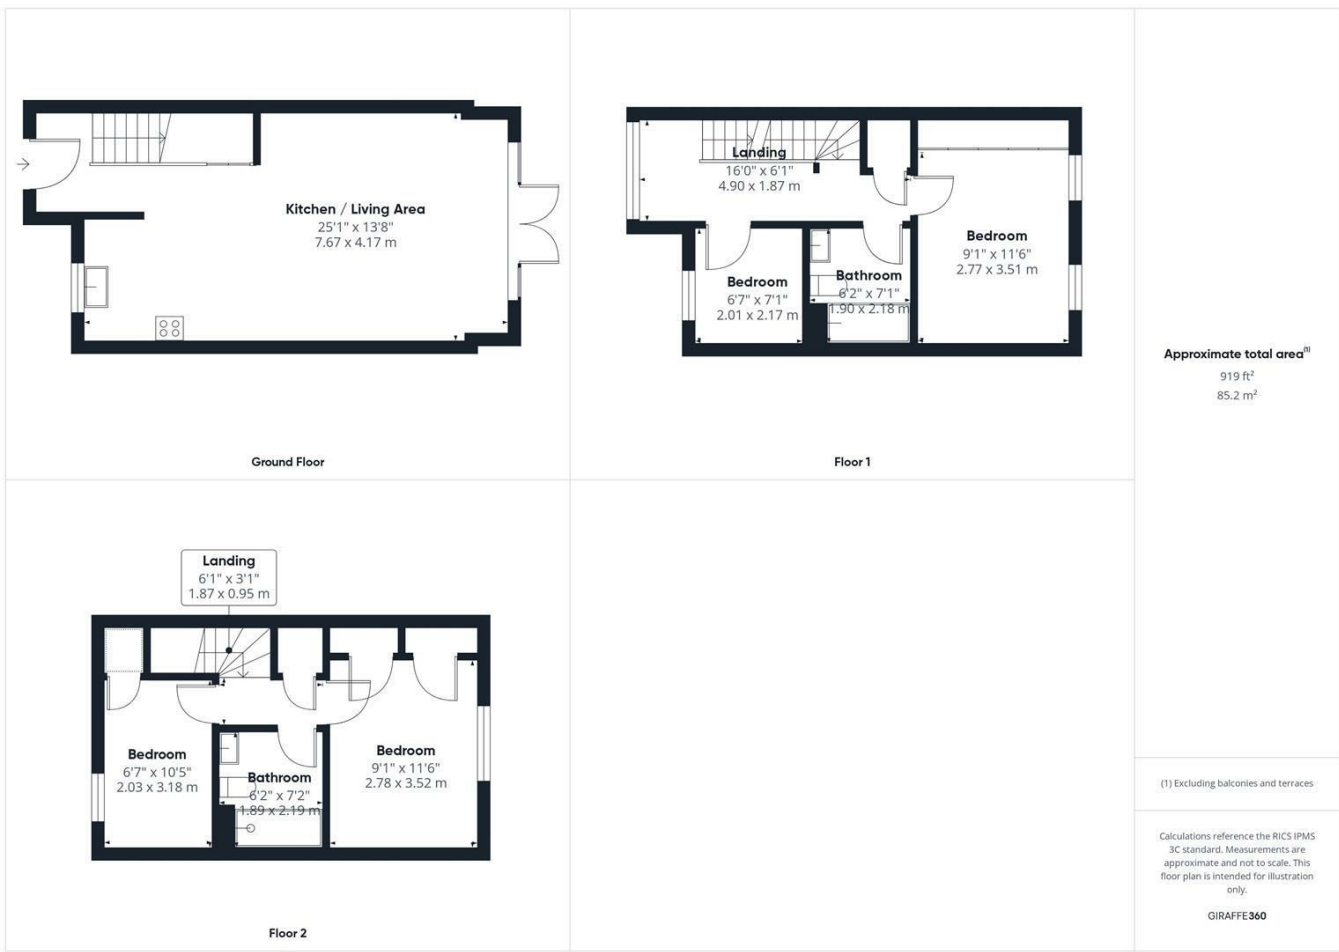 Kitchen / Living Area
25'1" x 13'8"
7.67 x 4.17 m
Ground Floor
Landing
16'0" x 6'1"
4.90 x 1.87 m
Bedroom
6'7" x 7'1"
2.01 x 2.17 m
Bathroom
6'2" x 7'1"
1.90 x 2.18 m
Bedroom
9'1" x 11'6"
2.77 x 3.51 m
Floor 1
Landing
6'1" x 3'1"
1.87 x 0.95 m
Bedroom
6'7" x 10'5"
2.03 x 3.18 m
Bathroom
6'2" x 7'2"
1.89 x 2.19 m
Bedroom
9'1" x 11'6"
2.78 x 3.52 m
Floor 2
Approximate total area⁽¹⁾
919 ft²
85.2 m²
(1) Excluding balconies and terraces
Calculations reference the RICS IPMS
3C standard. Measurements are
approximate and not to scale. This
floor plan is intended for illustration
only.
GIRAFFE360